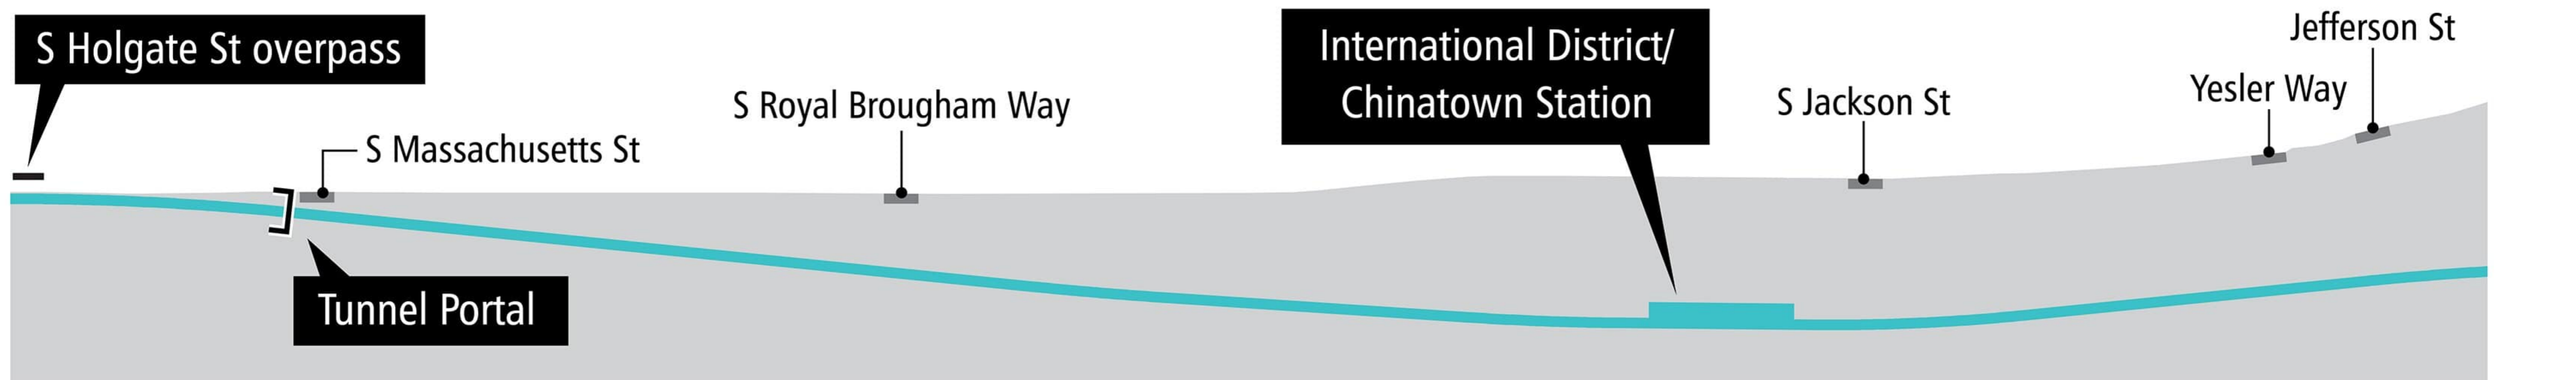 S Holgate St overpass
S Massachusetts St
Tunnel Portal
S Royal Brougham Way
International District/
Chinatown Station
S Jackson St
Yesler Way
Jefferson St